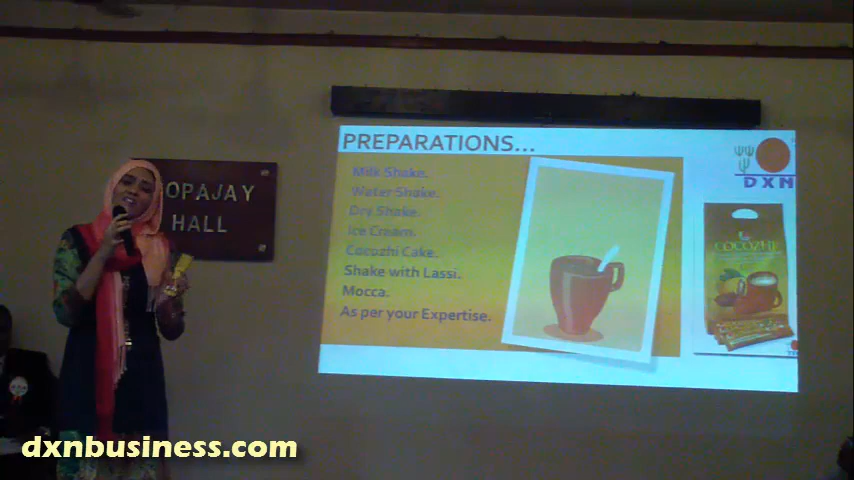 PREPARATIONS...
Milk Shake.
Water Shake.
Dry Shake.
Ice Cream.
Cocozhi Cake.
Shake with Lassi.
Mocca.
As per your Expertise.
DXN
COCOZHI
OPAJAY
HALL
dxnbusiness.com